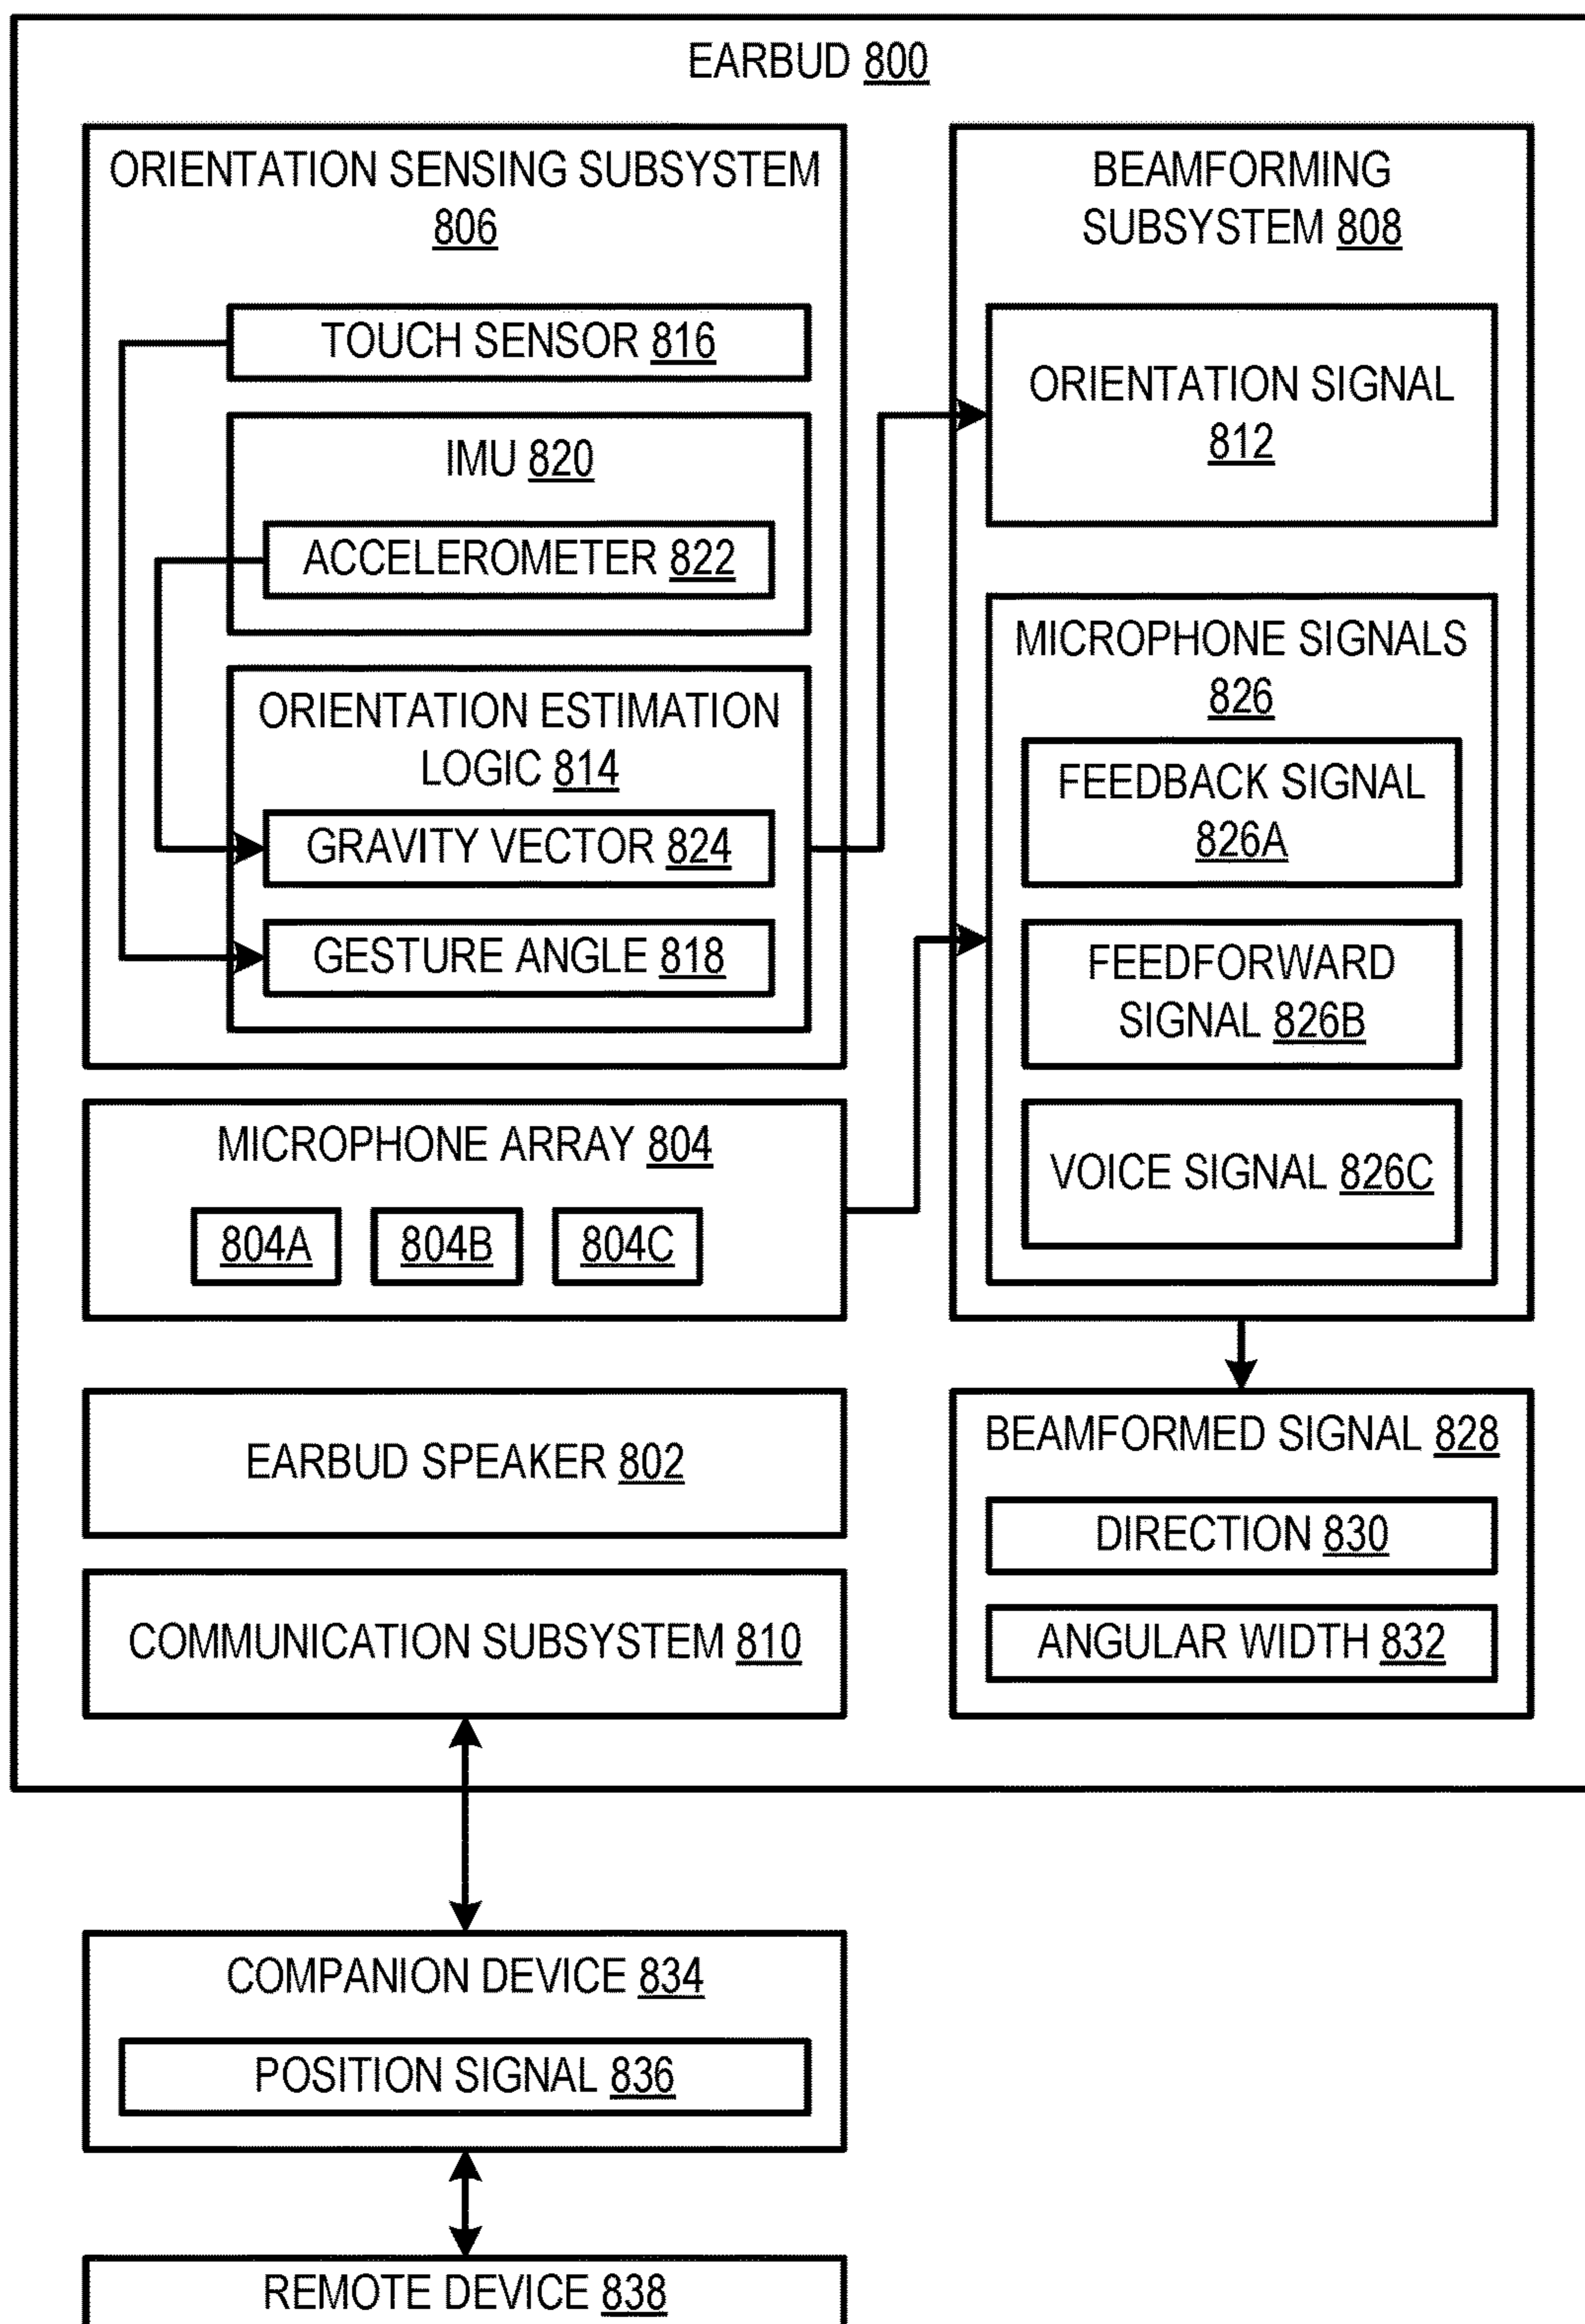 EARBUD 800
ORIENTATION SENSING SUBSYSTEM
806
TOUCH SENSOR 816
IMU 820
ACCELEROMETER 822
ORIENTATION ESTIMATION
LOGIC 814
GRAVITY VECTOR 824
GESTURE ANGLE 818
MICROPHONE ARRAY 804
804A 804B 804C
EARBUD SPEAKER 802
COMMUNICATION SUBSYSTEM 810
BEAMFORMING
SUBSYSTEM 808
ORIENTATION SIGNAL
812
MICROPHONE SIGNALS
826
FEEDBACK SIGNAL
826A
FEEDFORWARD
SIGNAL 826B
VOICE SIGNAL 826C
BEAMFORMED SIGNAL 828
DIRECTION 830
ANGULAR WIDTH 832
COMPANION DEVICE 834
POSITION SIGNAL 836
REMOTE DEVICE 838